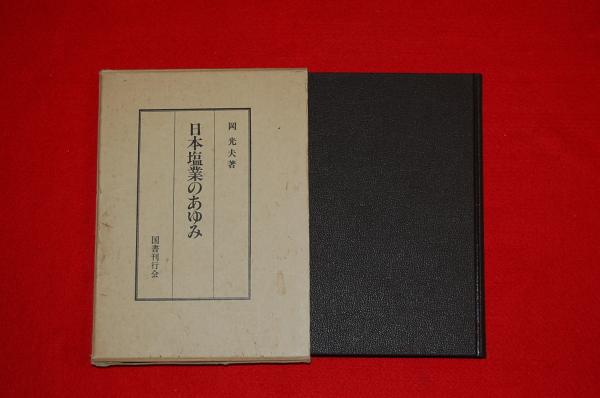 岡光夫著
日本塩業のあゆみ
国書刊行会